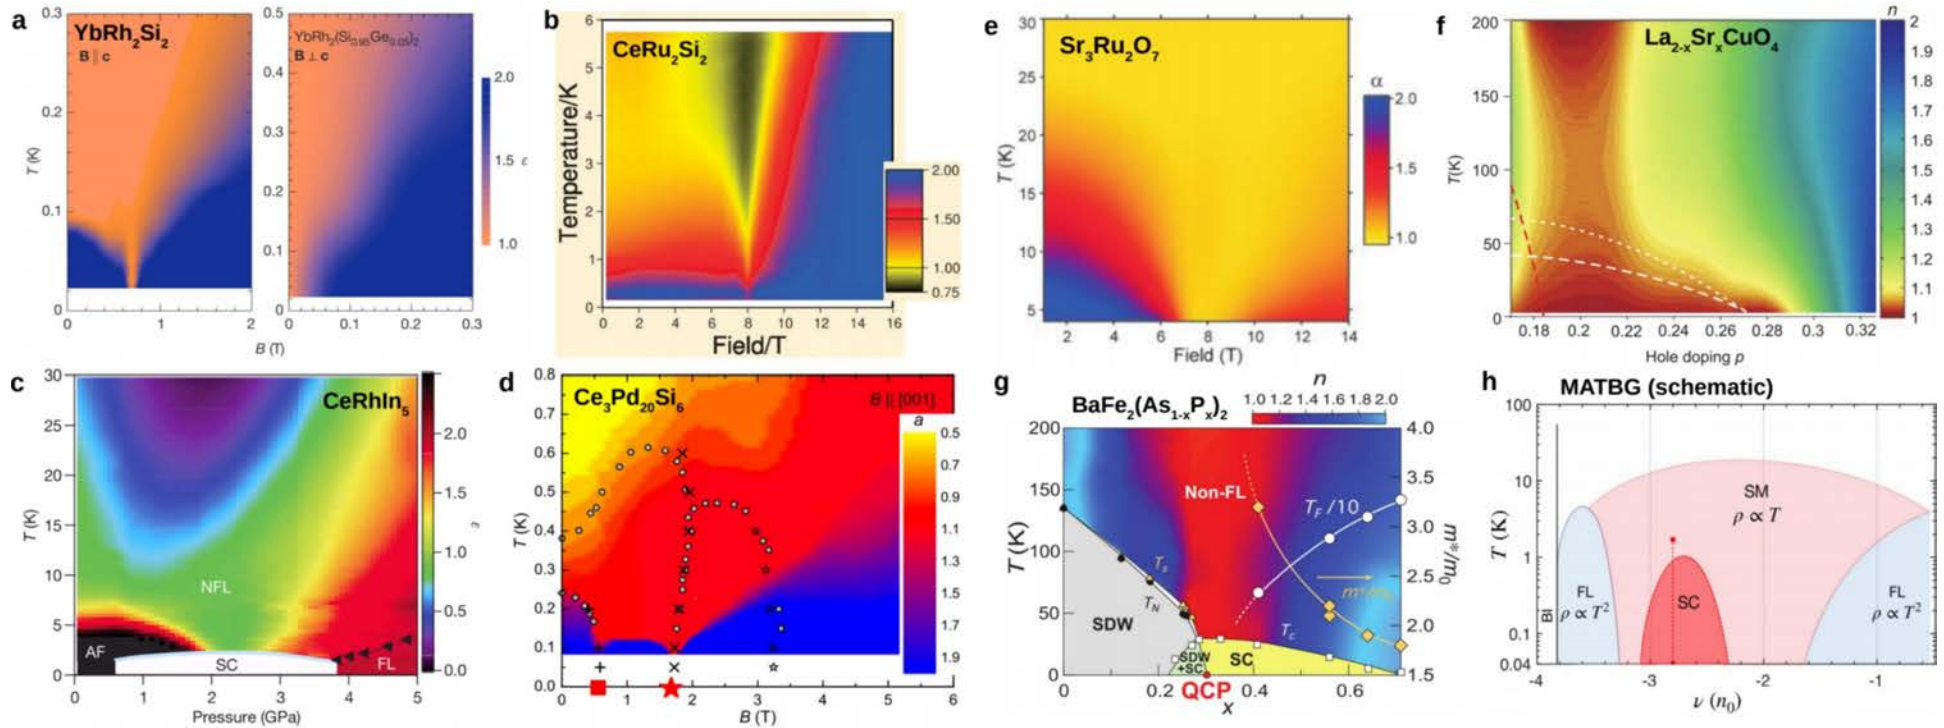 a
YbRh2Si2
B || c
YbRh2(Si0.95Ge0.05)2
B ⊥ c
0.3
0.2
0.1
0
T (K)
0
1
2
0.5
0.4
0.3
0.2
0.1
0
0
0.1
0.2
0.3
B (T)
2.0
1.5
1.0
ε
b
CeRu2Si2
Temperature/K
6
5
4
3
2
1
0
0
2
4
6
8
10
12
14
16
Field/T
2.00
1.50
1.00
0.75
e
Sr3Ru2O7
30
25
20
15
10
5
T (K)
2
4
6
8
10
12
14
Field (T)
α
2.0
1.5
1.0
f
La2-xSrxCuO4
200
150
100
50
0
T(K)
0.18
0.2
0.22
0.24
0.26
0.28
0.3
0.32
Hole doping p
n
2
1.9
1.8
1.7
1.6
1.5
1.4
1.3
1.2
1.1
1
c
CeRhIn5
30
25
20
15
10
5
0
T (K)
NFL
AF
SC
FL
0
1
2
3
4
5
Pressure (GPa)
2.0
1.5
1.0
0.5
0.0
ε
d
Ce3Pd20Si6
B || [001]
0.8
0.7
0.6
0.5
0.4
0.3
0.2
0.1
0.0
T (K)
0
1
2
3
4
5
6
B (T)
a
0.5
0.7
0.9
1.1
1.3
1.5
1.7
1.9
g
BaFe2(As1-xPx)2
n
1.0 1.2 1.4 1.6 1.8 2.0
200
150
100
50
0
T (K)
Non-FL
TF/10
Ts
TN
SDW
SDW
+SC
SC
Tc
QCP
0
0.2
0.4
0.6
x
4.0
3.5
3.0
2.5
2.0
1.5
m*/m0
h
MATBG (schematic)
100
10
1
0.1
0.04
T (K)
BI
FL
ρ ∝ T2
SM
ρ ∝ T
SC
FL
ρ ∝ T2
-4
-3
-2
-1
ν (n0)